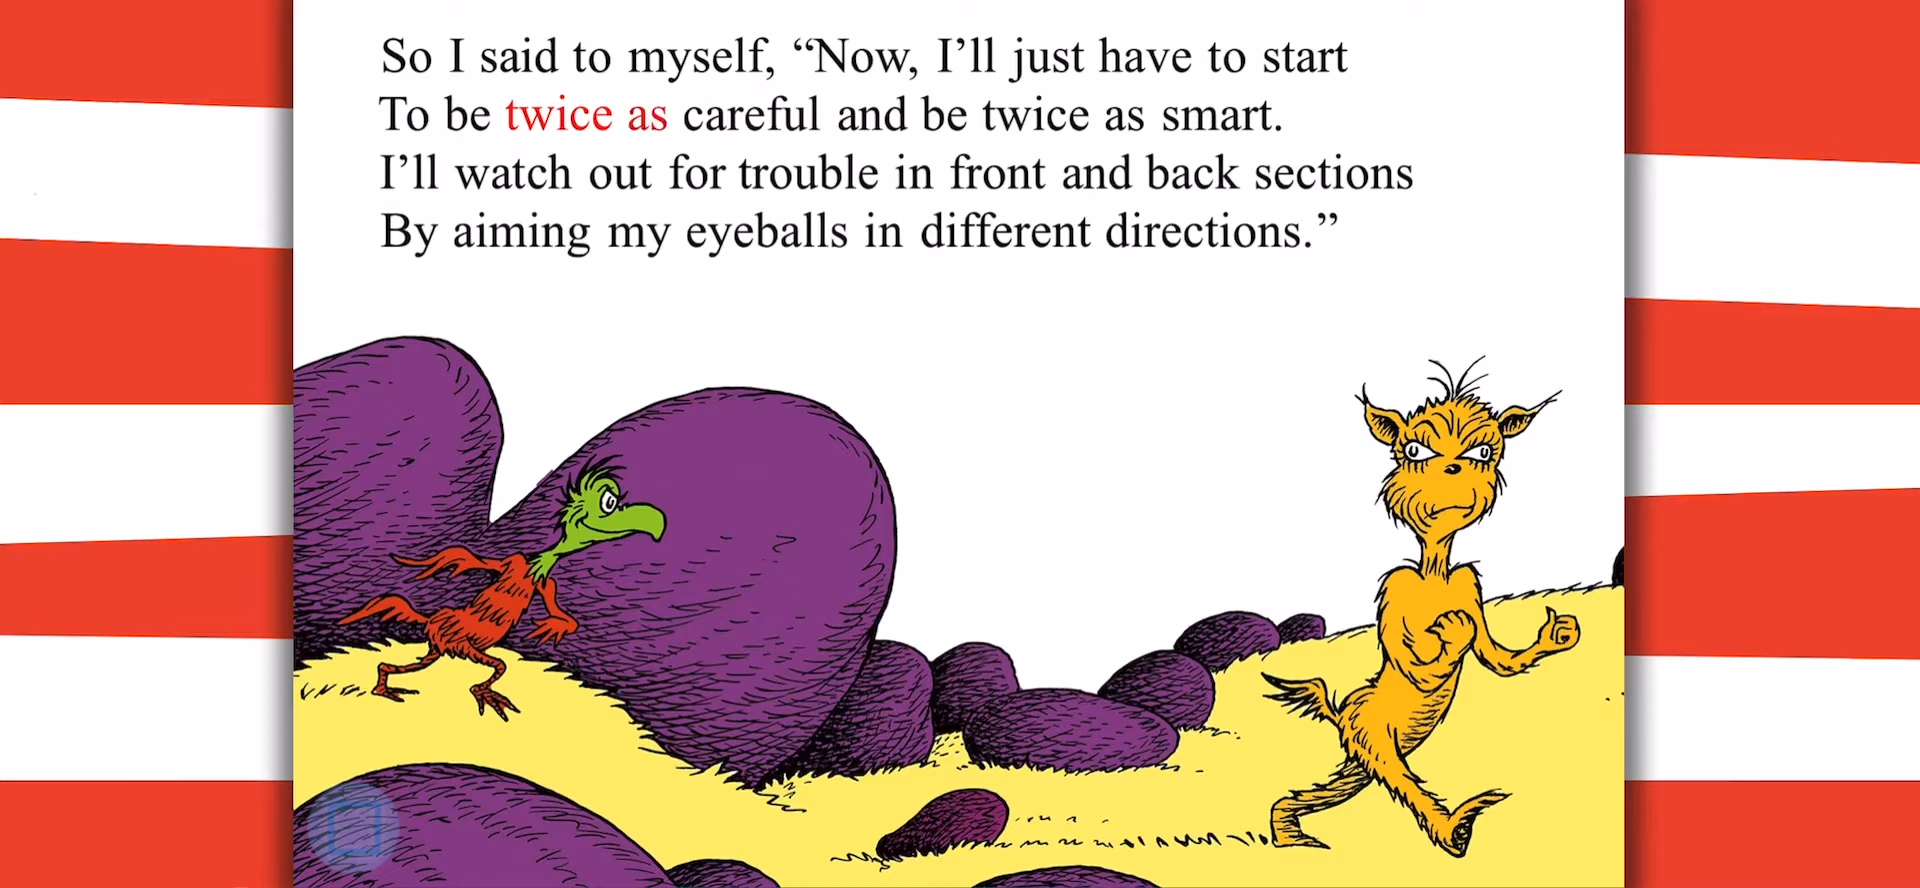 So I said to myself, “Now, I’ll just have to start
To be twice as careful and be twice as smart.
I’ll watch out for trouble in front and back sections
By aiming my eyeballs in different directions.”